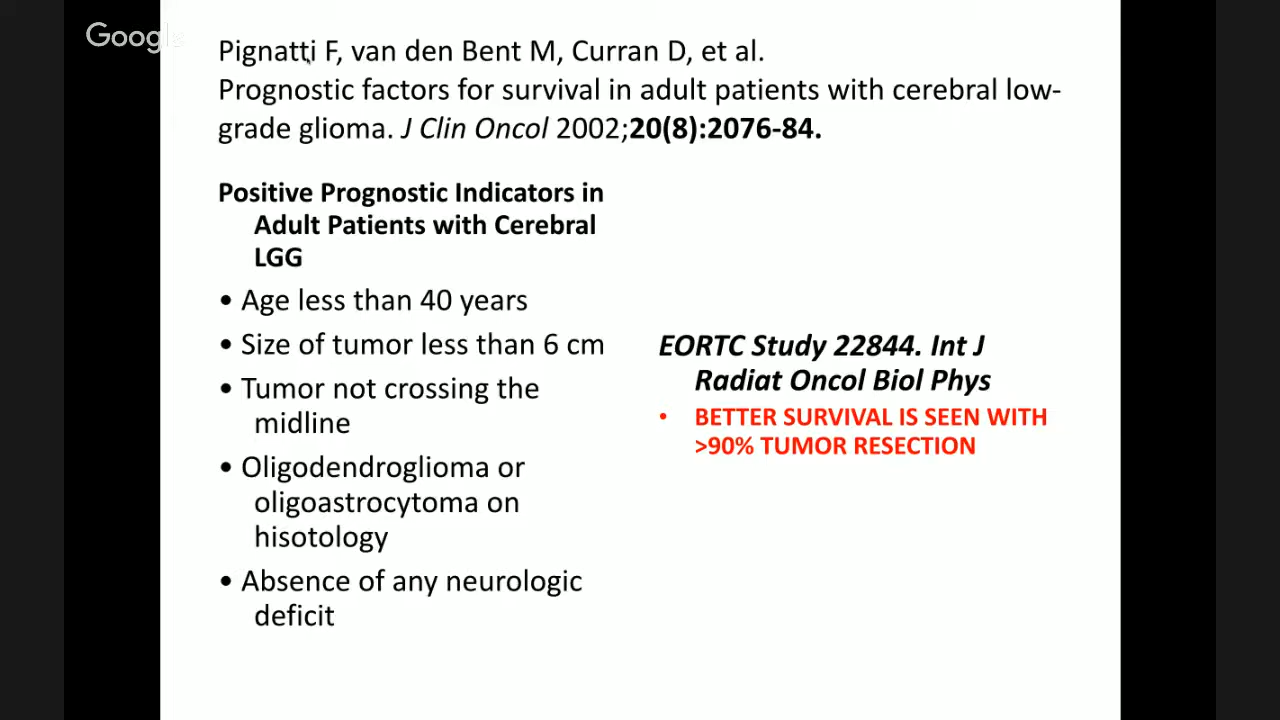 Google
Pignatti F, van den Bent M, Curran D, et al.
Prognostic factors for survival in adult patients with cerebral low-
grade glioma. J Clin Oncol 2002;20(8):2076-84.
Positive Prognostic Indicators in
Adult Patients with Cerebral
LGG
• Age less than 40 years
• Size of tumor less than 6 cm
• Tumor not crossing the
midline
• Oligodendroglioma or
oligoastrocytoma on
hisotology
• Absence of any neurologic
deficit
EORTC Study 22844. Int J
Radiat Oncol Biol Phys
• BETTER SURVIVAL IS SEEN WITH
>90% TUMOR RESECTION